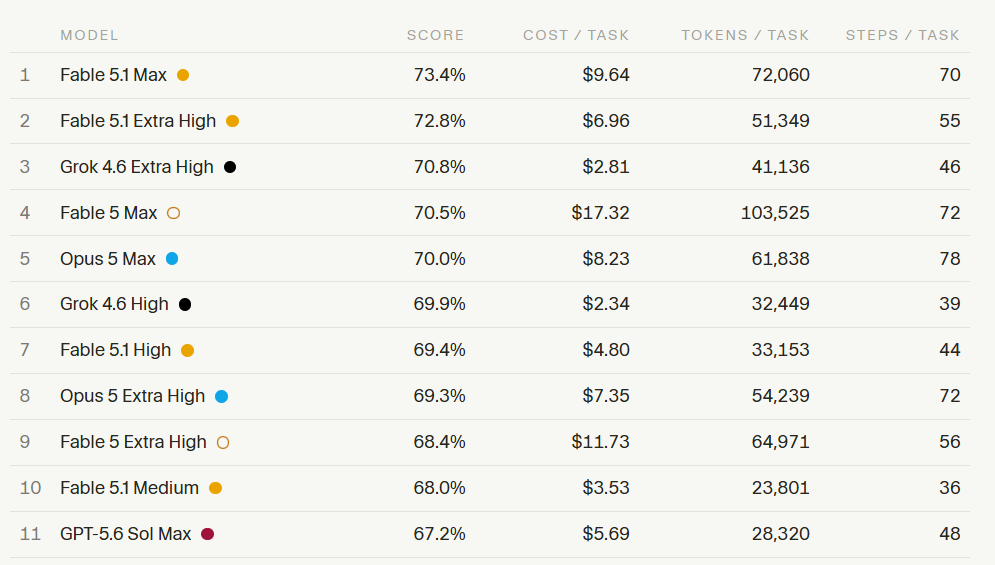 MODEL SCORE COST / TASK TOKENS / TASK STEPS / TASK
1 Fable 5.1 Max 73.4% $9.64 72,060 70
2 Fable 5.1 Extra High 72.8% $6.96 51,349 55
3 Grok 4.6 Extra High 70.8% $2.81 41,136 46
4 Fable 5 Max 70.5% $17.32 103,525 72
5 Opus 5 Max 70.0% $8.23 61,838 78
6 Grok 4.6 High 69.9% $2.34 32,449 39
7 Fable 5.1 High 69.4% $4.80 33,153 44
8 Opus 5 Extra High 69.3% $7.35 54,239 72
9 Fable 5 Extra High 68.4% $11.73 64,971 56
10 Fable 5.1 Medium 68.0% $3.53 23,801 36
11 GPT-5.6 Sol Max 67.2% $5.69 28,320 48